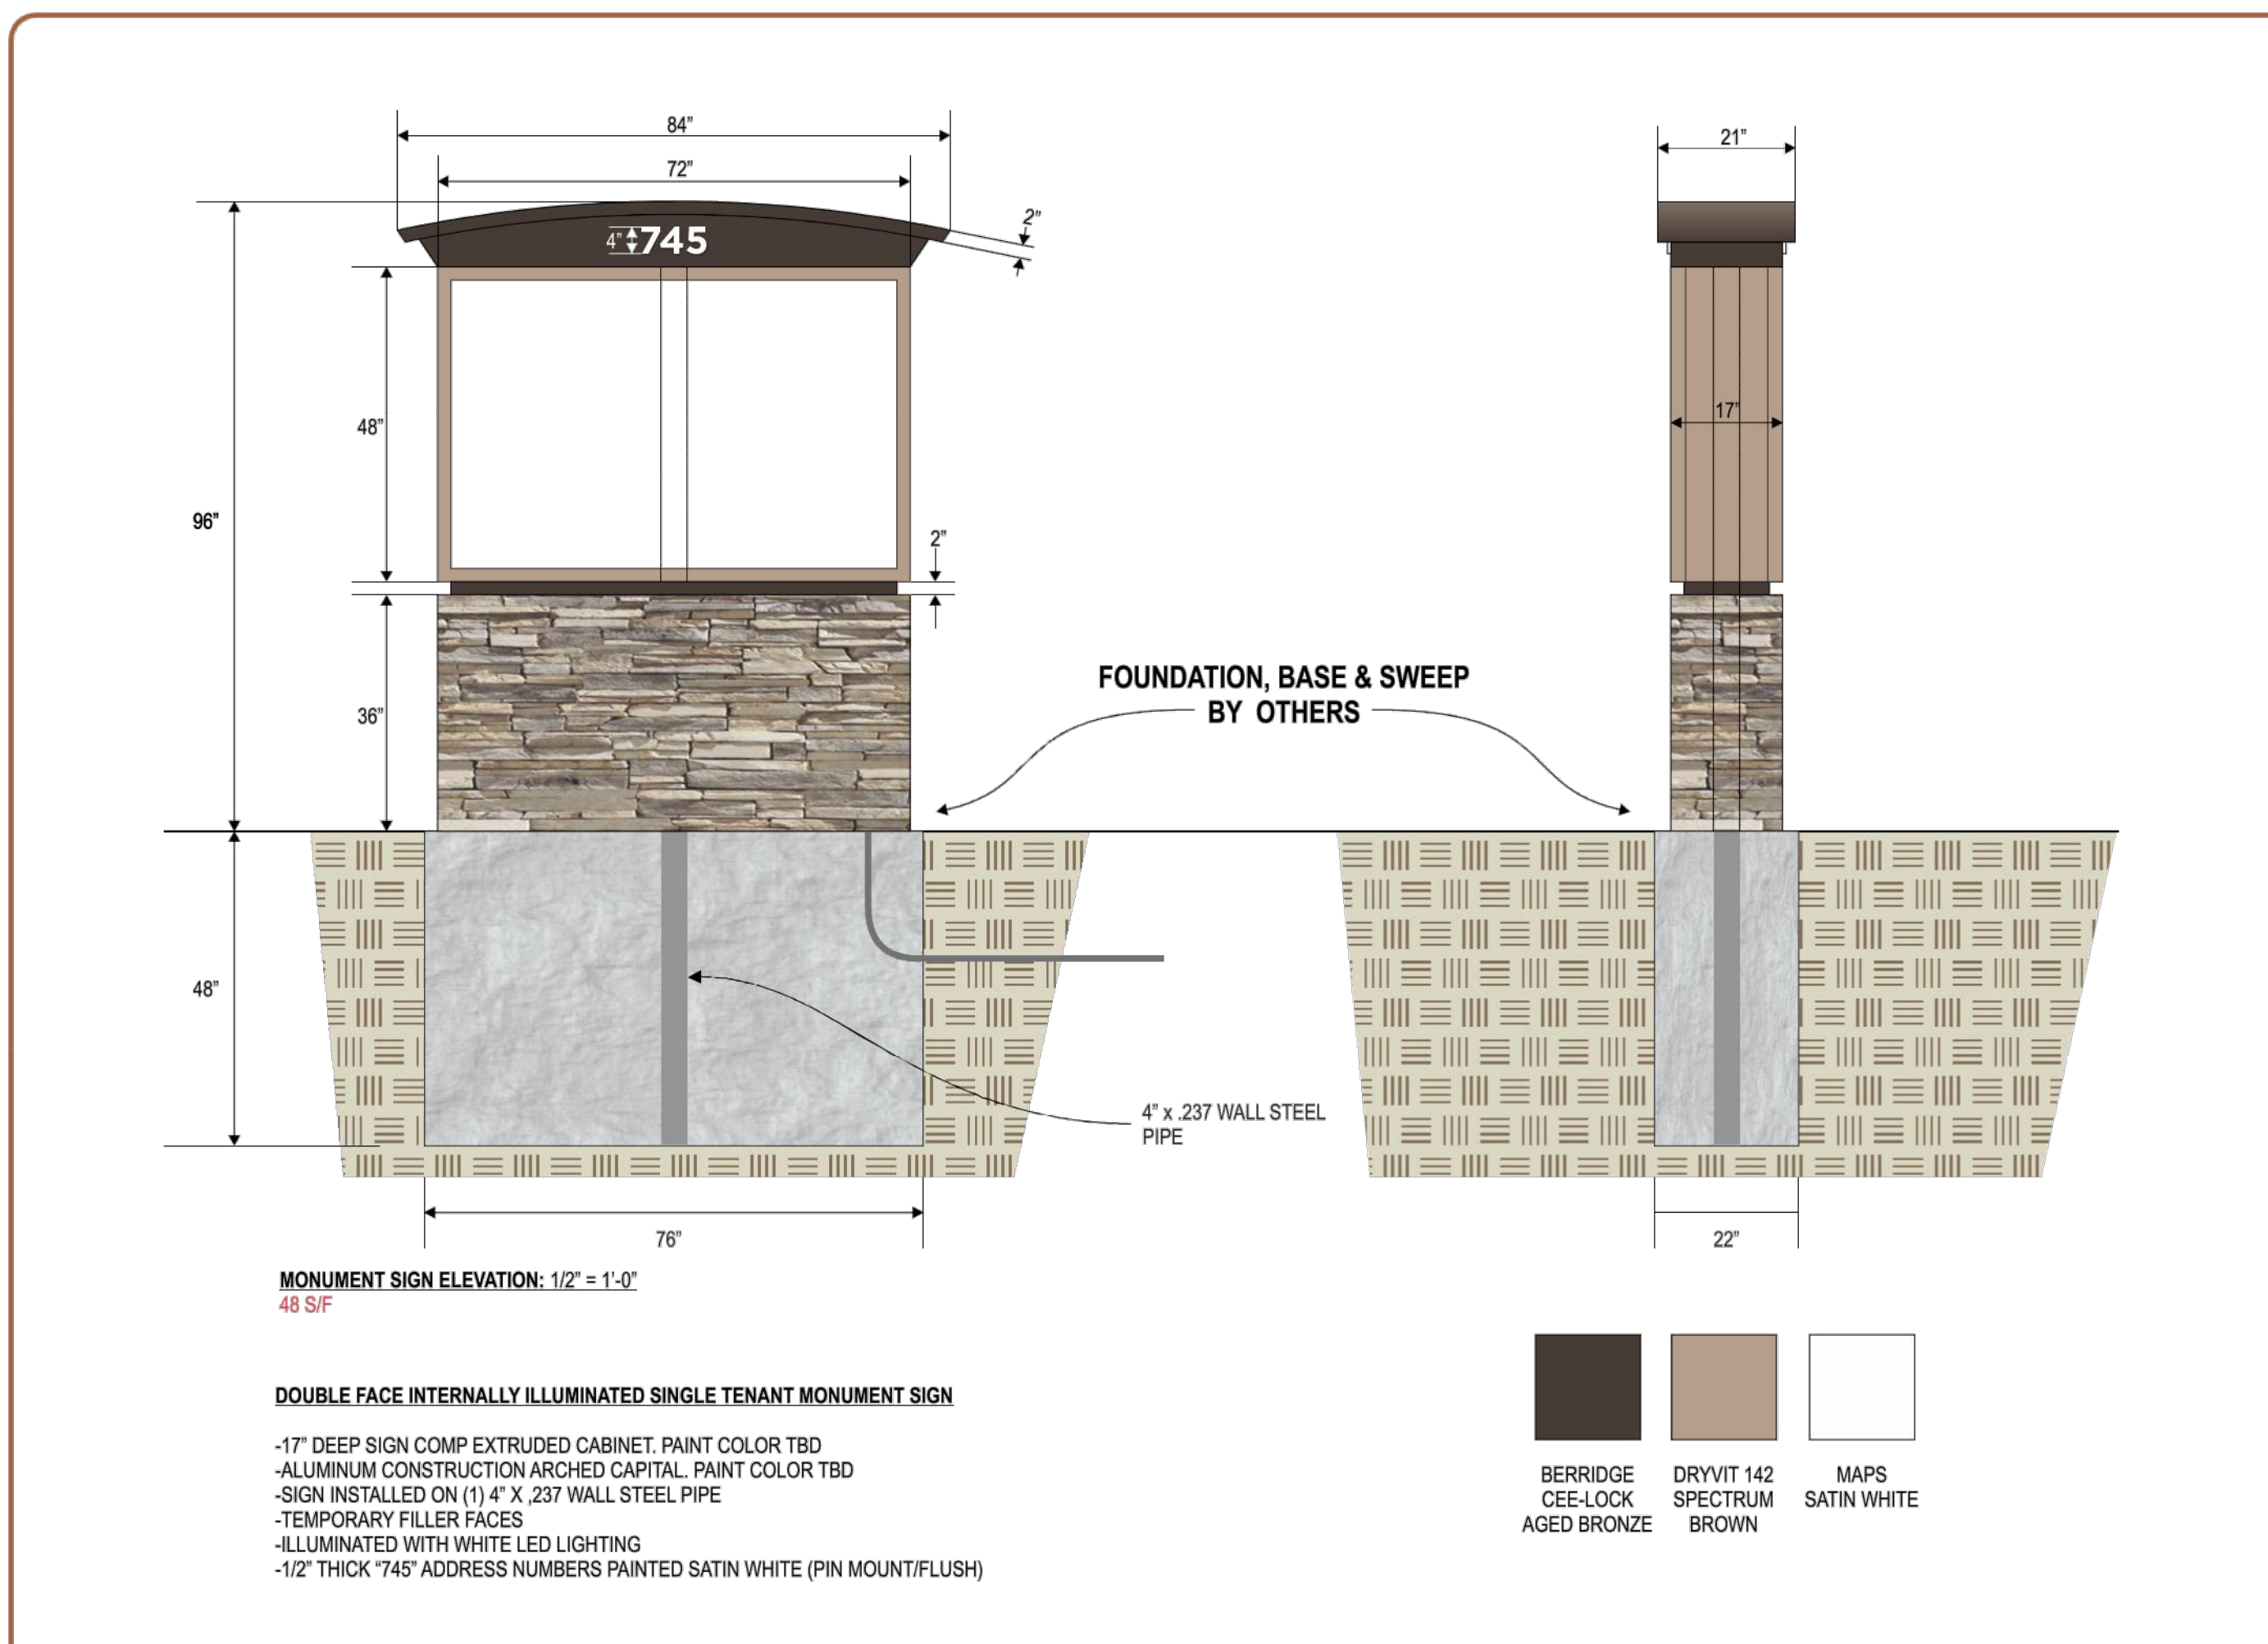 84”
21”
72”
2”
4” 745
17”
48”
96”
2”
FOUNDATION, BASE & SWEEP
BY OTHERS
36”
48”
4” x .237 WALL STEEL
PIPE
76”
22”
MONUMENT SIGN ELEVATION: 1/2” = 1’-0”
48 S/F
DOUBLE FACE INTERNALLY ILLUMINATED SINGLE TENANT MONUMENT SIGN
-17” DEEP SIGN COMP EXTRUDED CABINET. PAINT COLOR TBD
-ALUMINUM CONSTRUCTION ARCHED CAPITAL. PAINT COLOR TBD
-SIGN INSTALLED ON (1) 4” X ,237 WALL STEEL PIPE
-TEMPORARY FILLER FACES
-ILLUMINATED WITH WHITE LED LIGHTING
-1/2” THICK “745” ADDRESS NUMBERS PAINTED SATIN WHITE (PIN MOUNT/FLUSH)
BERRIDGE
CEE-LOCK
AGED BRONZE
DRYVIT 142
SPECTRUM
BROWN
MAPS
SATIN WHITE